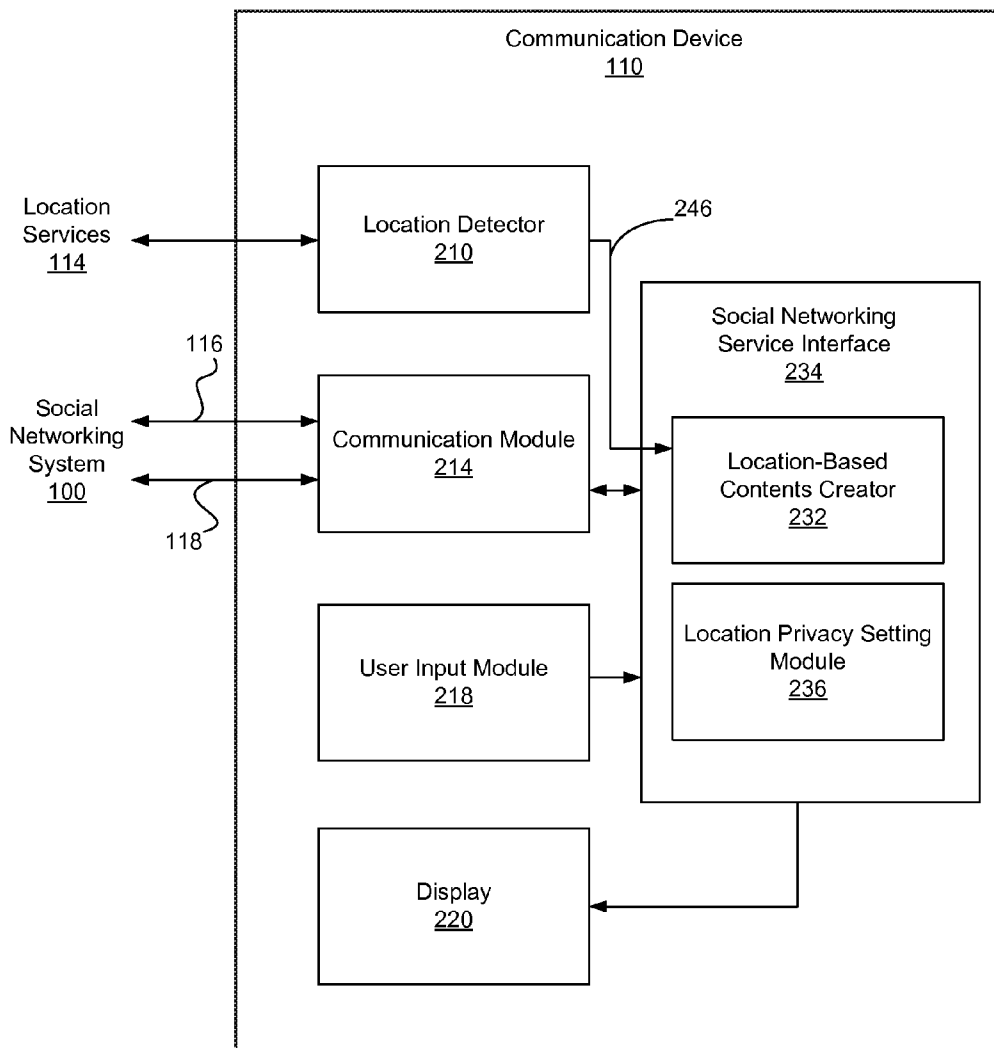 Communication Device
110
Location
Services
114
Location Detector
210
246
Social Networking
Service Interface
234
116
Social
Networking
System
100
118
Communication Module
214
Location-Based
Contents Creator
232
User Input Module
218
Location Privacy Setting
Module
236
Display
220